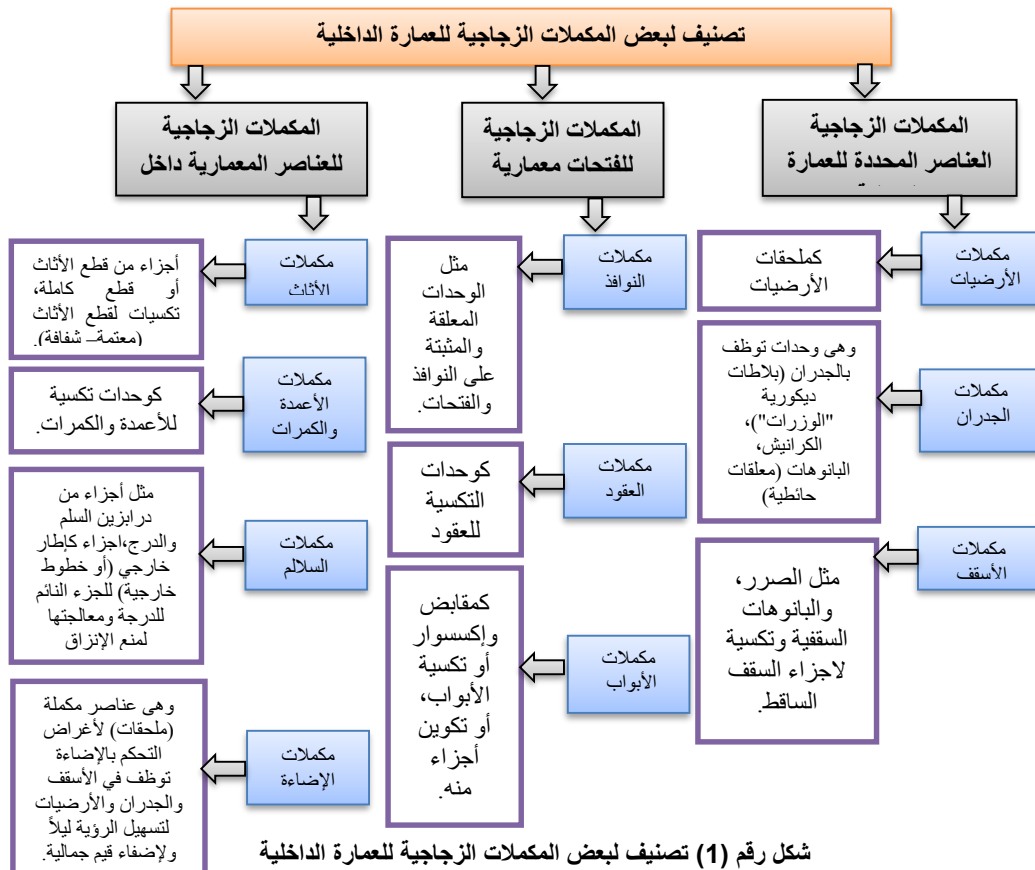 تصنيف لبعض المكملات الزجاجية للعمارة الداخلية
المكملات الزجاجية
العناصر المحددة للعمارة
المكملات الزجاجية
للفتحات معمارية
المكملات الزجاجية
للعناصر المعمارية داخل
مكملات
الأرضيات
كملحقات
الأرضيات
مكملات
الجدران
وهى وحدات توظف
بالجدران (بلاطات
ديكورية
"الوزرات")،
الكرانيش،
البانوهات (معلقات
حائطية)
مكملات
الأسقف
مثل الصرر،
والبانوهات
السقفية وتكسية
لاجزاء السقف
الساقط.
مكملات
النوافذ
مثل
الوحدات
المعلقة
والمثبتة
على النوافذ
والفتحات.
مكملات
العقود
كوحدات
التكسية
للعقود
مكملات
الأبواب
كمقابض
وإكسسوار
أو تكسية
الأبواب،
أو تكوين
أجزاء
منه.
مكملات
الأثاث
أجزاء من قطع الأثاث
أو قطع كاملة،
تكسيات لقطع الأثاث
(معتمة– شفافة).
مكملات
الأعمدة
والكمرات
كوحدات تكسية
للأعمدة والكمرات.
مكملات
السلالم
مثل أجزاء من
درابزين السلم
والدرج،اجزاء كإطار
خارجي (أو خطوط
خارجية) للجزء النائم
للدرجة ومعالجتها
لمنع الإنزاق
مكملات
الإضاءة
وهى عناصر مكملة
(ملحقات) لأغراض
التحكم بالإضاءة
توظف في الأسقف
والجدران والأرضيات
لتسهيل الرؤية ليلاً
ولإضفاء قيم جمالية.
شكل رقم (1) تصنيف لبعض المكملات الزجاجية للعمارة الداخلية